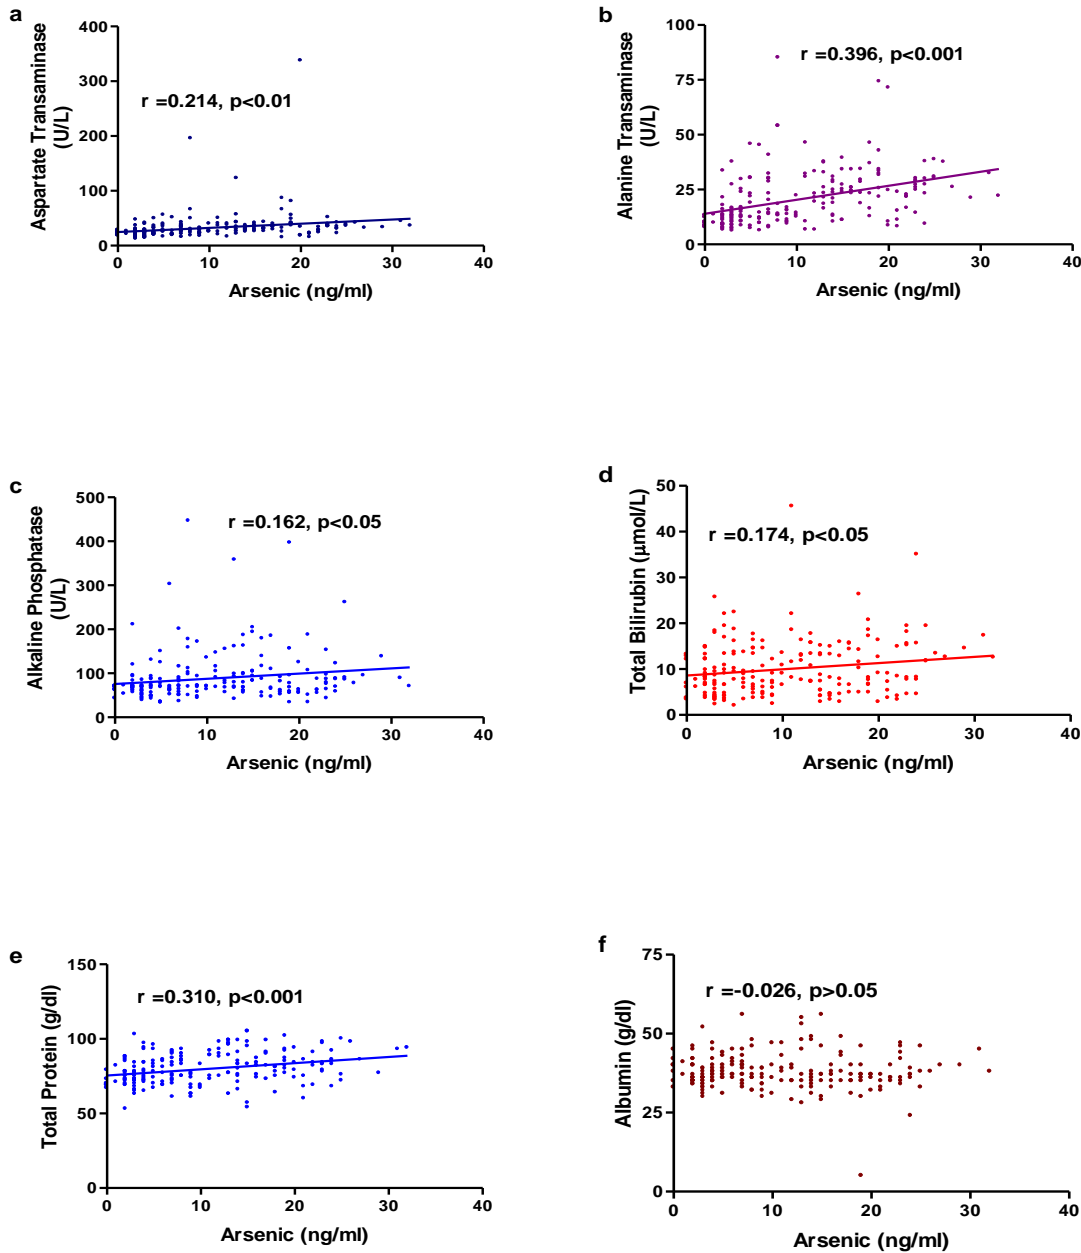 a
400
300
200
100
0
Aspartate Transaminase
(U/L)
r =0.214, p<0.01
0
10
20
30
40
Arsenic (ng/ml)
b
100
75
50
25
0
Alanine Transaminase
(U/L)
r =0.396, p<0.001
0
10
20
30
40
Arsenic (ng/ml)
c
500
400
300
200
100
0
Alkaline Phosphatase
(U/L)
r =0.162, p<0.05
0
10
20
30
40
Arsenic (ng/ml)
d
50
40
30
20
10
0
Total Bilirubin (μmol/L)
r =0.174, p<0.05
0
10
20
30
40
Arsenic (ng/ml)
e
150
100
50
0
Total Protein (g/dl)
r =0.310, p<0.001
0
10
20
30
40
Arsenic (ng/ml)
f
75
50
25
0
Albumin (g/dl)
r =-0.026, p>0.05
0
10
20
30
40
Arsenic (ng/ml)